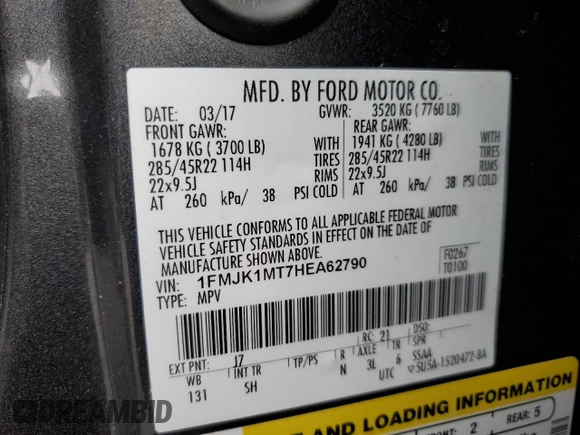 MFD. BY FORD MOTOR CO.
DATE: 03/17 GVWR: 3520 KG ( 7760 LB)
FRONT GAWR: REAR GAWR:
1678 KG ( 3700 LB) WITH 1941 KG ( 4280 LB) WITH
285/45R22 114H TIRES 285/45R22 114H TIRES
22x9.5J RIMS 22x9.5J RIMS
AT 260 kPa/ 38 PSI COLD AT 260 kPa/ 38 PSI COLD
THIS VEHICLE CONFORMS TO ALL APPLICABLE FEDERAL MOTOR
VEHICLE SAFETY STANDARDS IN EFFECT ON THE DATE OF
MANUFACTURE SHOWN ABOVE.
VIN: 1FMJK1MT7HEA62790 F0267
TYPE: MPV T0100
EXT PNT: J7 RC: 21 DSO:
WB INT TR TP/PS R AXLE TR SPR
131 SH N 3L 6 SSAA
UTC 5U5A-1520472-BA
E AND LOADING INFORMATION
FRONT: 2 REAR: 5
DREAMBID